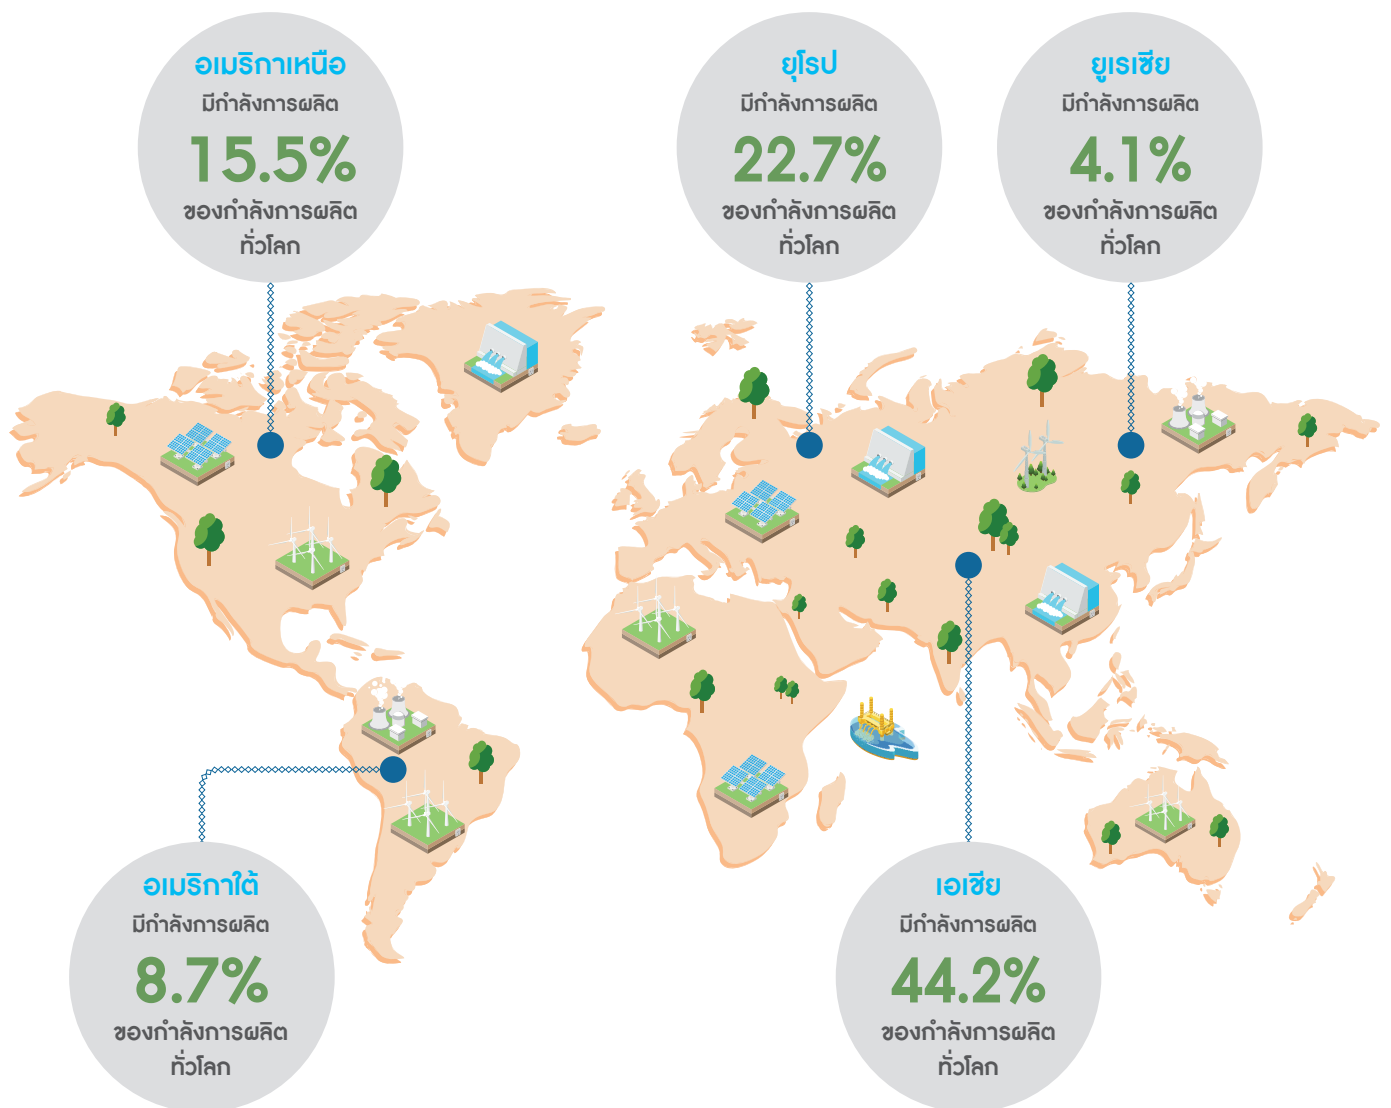 อเมริกาเหนือ
มีกำลังการผลิต
15.5%
ของกำลังการผลิต
ทั่วโลก
ยุโรป
มีกำลังการผลิต
22.7%
ของกำลังการผลิต
ทั่วโลก
ยูเรเซีย
มีกำลังการผลิต
4.1%
ของกำลังการผลิต
ทั่วโลก
อเมริกาใต้
มีกำลังการผลิต
8.7%
ของกำลังการผลิต
ทั่วโลก
เอเชีย
มีกำลังการผลิต
44.2%
ของกำลังการผลิต
ทั่วโลก